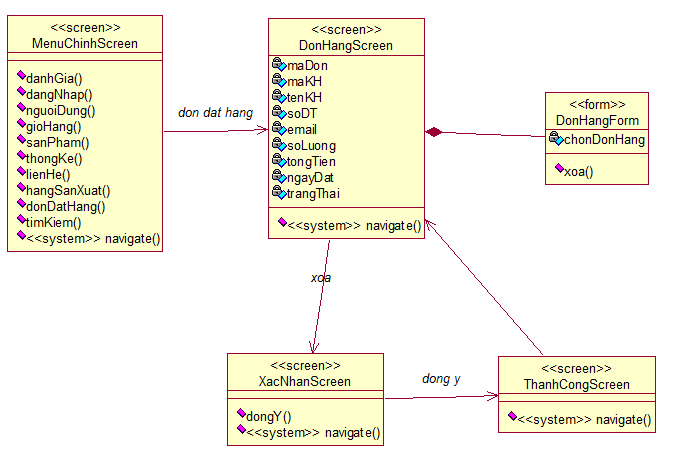 <<screen>>
MenuChinhScreen
danhGia()
dangNhap()
nguoiDung()
gioHang()
sanPham()
thongKe()
lienHe()
hangSanXuat()
donDatHang()
timKiem()
<<system>> navigate()
don dat hang
<<screen>>
DonHangScreen
maDon
maKH
tenKH
soDT
email
soLuong
tongTien
ngayDat
trangThai
<<system>> navigate()
<<form>>
DonHangForm
chonDonHang
xoa()
xoa
<<screen>>
XacNhanScreen
dongY()
<<system>> navigate()
dong y
<<screen>>
ThanhCongScreen
<<system>> navigate()